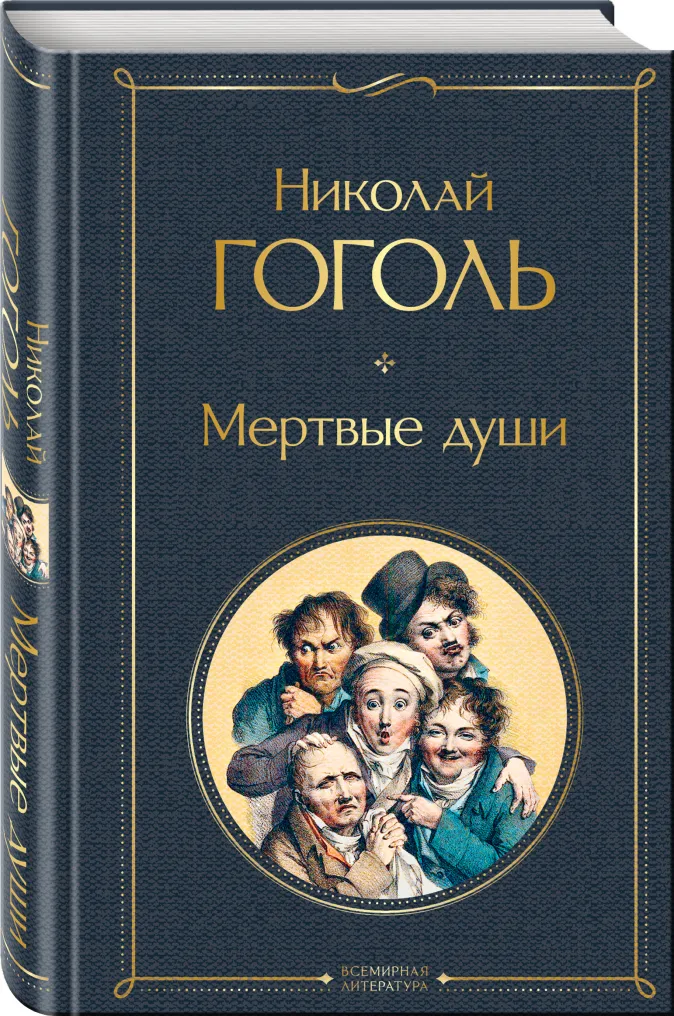 Николай
ГОГОЛЬ
Мертвые души
ВСЕМИРНАЯ
ЛИТЕРАТУРА
Николай
ГОГОЛЬ
Мертвые души